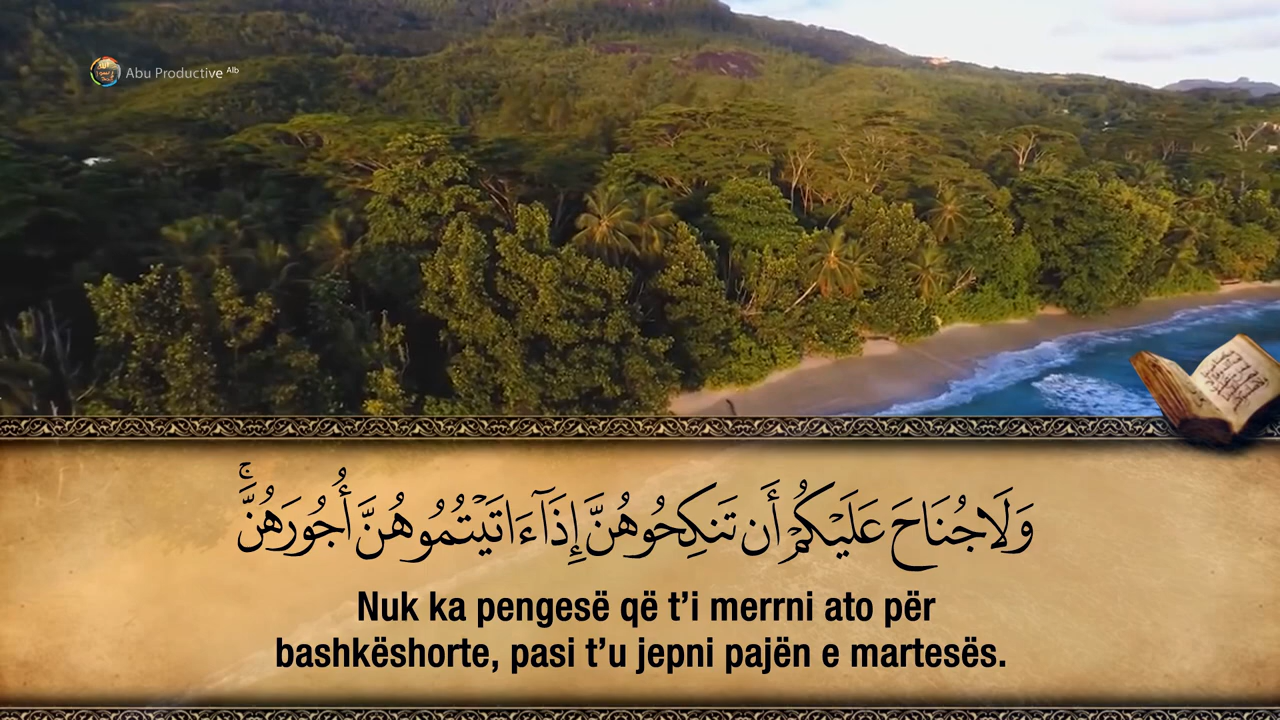 Abu Productive Alb
وَلَا جُنَاحَ عَلَيْكُمْ أَن تَنكِحُوهُنَّ إِذَآ ءَاتَيْتُمُوهُنَّ أُجُورَهُنَّ ۚ
Nuk ka pengesë që t’i merrni ato për
bashkëshorte, pasi t’u jepni pajën e martesës.